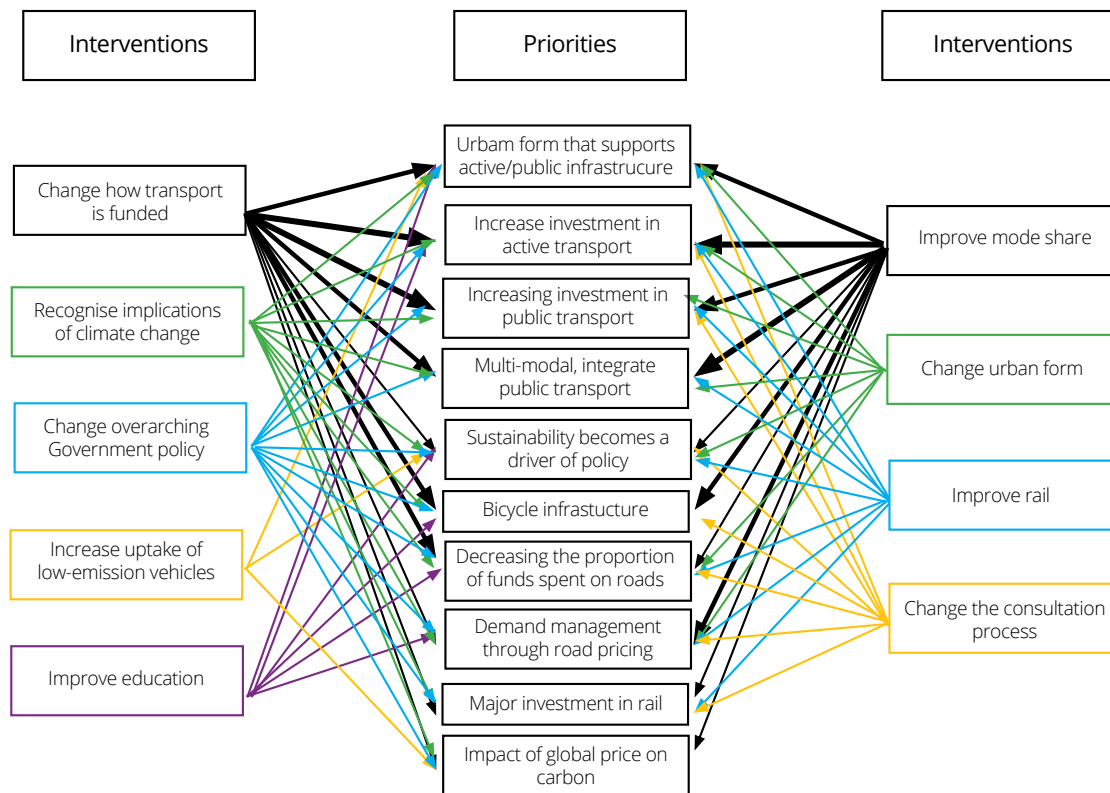 Interventions
Priorities
Interventions
Change how transport
is funded
Recognise implications
of climate change
Change overarching
Government policy
Increase uptake of
low-emission vehicles
Improve education
Urbam form that supports
active/public infrastrucure
Increase investment in
active transport
Increasing investment in
public transport
Multi-modal, integrate
public transport
Sustainability becomes a
driver of policy
Bicycle infrastucture
Decreasing the proportion
of funds spent on roads
Demand management
through road pricing
Major investment in rail
Impact of global price on
carbon
Improve mode share
Change urban form
Improve rail
Change the consultation
process